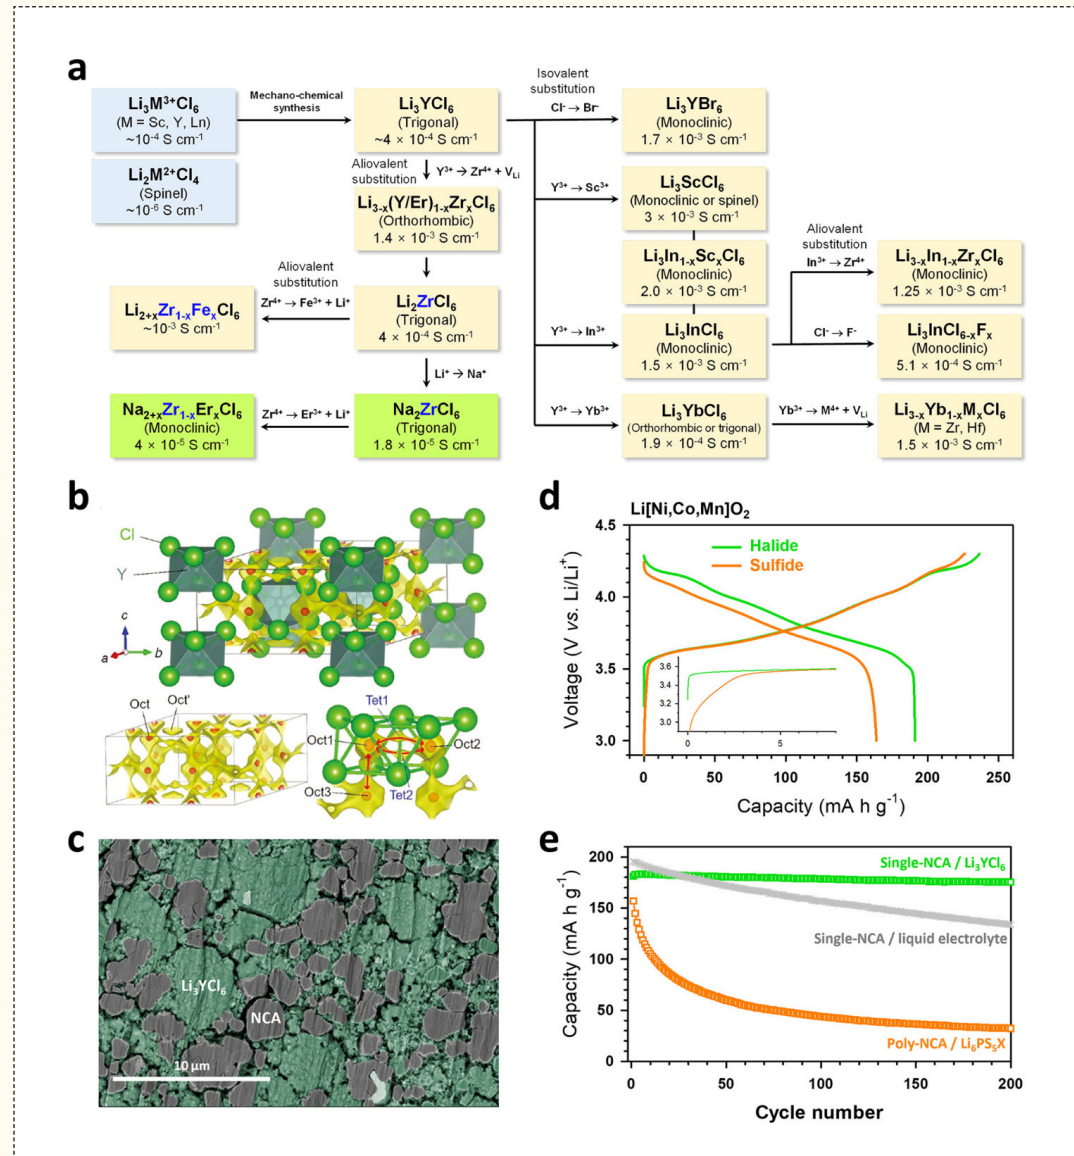 a
Li₃M³⁺Cl₆
(M = Sc, Y, Ln)
~10⁻⁴ S cm⁻¹
Li₂M²⁺Cl₄
(Spinel)
~10⁻⁶ S cm⁻¹
Mechano-chemical
synthesis
Li₃YCl₆
(Trigonal)
~4 × 10⁻⁴ S cm⁻¹
Aliovalent
substitution
Y³⁺ → Zr⁴⁺ + V_Li
Li₃₋ₓ(Y/Er)₁₋ₓZrₓCl₆
(Orthorhombic)
1.4 × 10⁻³ S cm⁻¹
Li₂ZrCl₆
(Trigonal)
4 × 10⁻⁴ S cm⁻¹
Aliovalent
substitution
Zr⁴⁺ → Fe³⁺ + Li⁺
Li₂₊ₓZr₁₋ₓFeₓCl₆
~10⁻³ S cm⁻¹
Li⁺ → Na⁺
Na₂ZrCl₆
(Trigonal)
1.8 × 10⁻⁵ S cm⁻¹
Zr⁴⁺ → Er³⁺ + Li⁺
Na₂₊ₓZr₁₋ₓErₓCl₆
(Monoclinic)
4 × 10⁻⁵ S cm⁻¹
Isovalent
substitution
Cl⁻ → Br⁻
Li₃YBr₆
(Monoclinic)
1.7 × 10⁻³ S cm⁻¹
Y³⁺ → Sc³⁺
Li₃ScCl₆
(Monoclinic or spinel)
3 × 10⁻³ S cm⁻¹
Li₃In₁₋ₓScₓCl₆
(Monoclinic)
2.0 × 10⁻³ S cm⁻¹
Y³⁺ → In³⁺
Li₃InCl₆
(Monoclinic)
1.5 × 10⁻³ S cm⁻¹
Aliovalent
substitution
In³⁺ → Zr⁴⁺
Li₃₋ₓIn₁₋ₓZrₓCl₆
(Monoclinic)
1.25 × 10⁻³ S cm⁻¹
Cl⁻ → F⁻
Li₃InCl₆₋ₓFₓ
(Monoclinic)
5.1 × 10⁻⁴ S cm⁻¹
Y³⁺ → Yb³⁺
Li₃YbCl₆
(Orthorhombic or trigonal)
1.9 × 10⁻⁴ S cm⁻¹
Yb³⁺ → M⁴⁺ + V_Li
Li₃₋ₓYb₁₋ₓMₓCl₆
(M = Zr, Hf)
1.5 × 10⁻³ S cm⁻¹
b
Cl
Y
c
a
b
Oct
Oct'
Tet1
Oct1
Oct2
Oct3
Tet2
c
Li₃YCl₆
NCA
10 μm
d
Li[Ni,Co,Mn]O₂
Halide
Sulfide
Voltage (V vs. Li/Li⁺)
4.5
4.0
3.5
3.0
3.6
3.4
3.2
3.0
0
5
0 50 100 150 200 250
Capacity (mA h g⁻¹)
e
Capacity (mA h g⁻¹)
200
150
100
50
0
Single-NCA / Li₃YCl₆
Single-NCA / liquid electrolyte
Poly-NCA / Li₆PS₅X
0 50 100 150 200
Cycle number